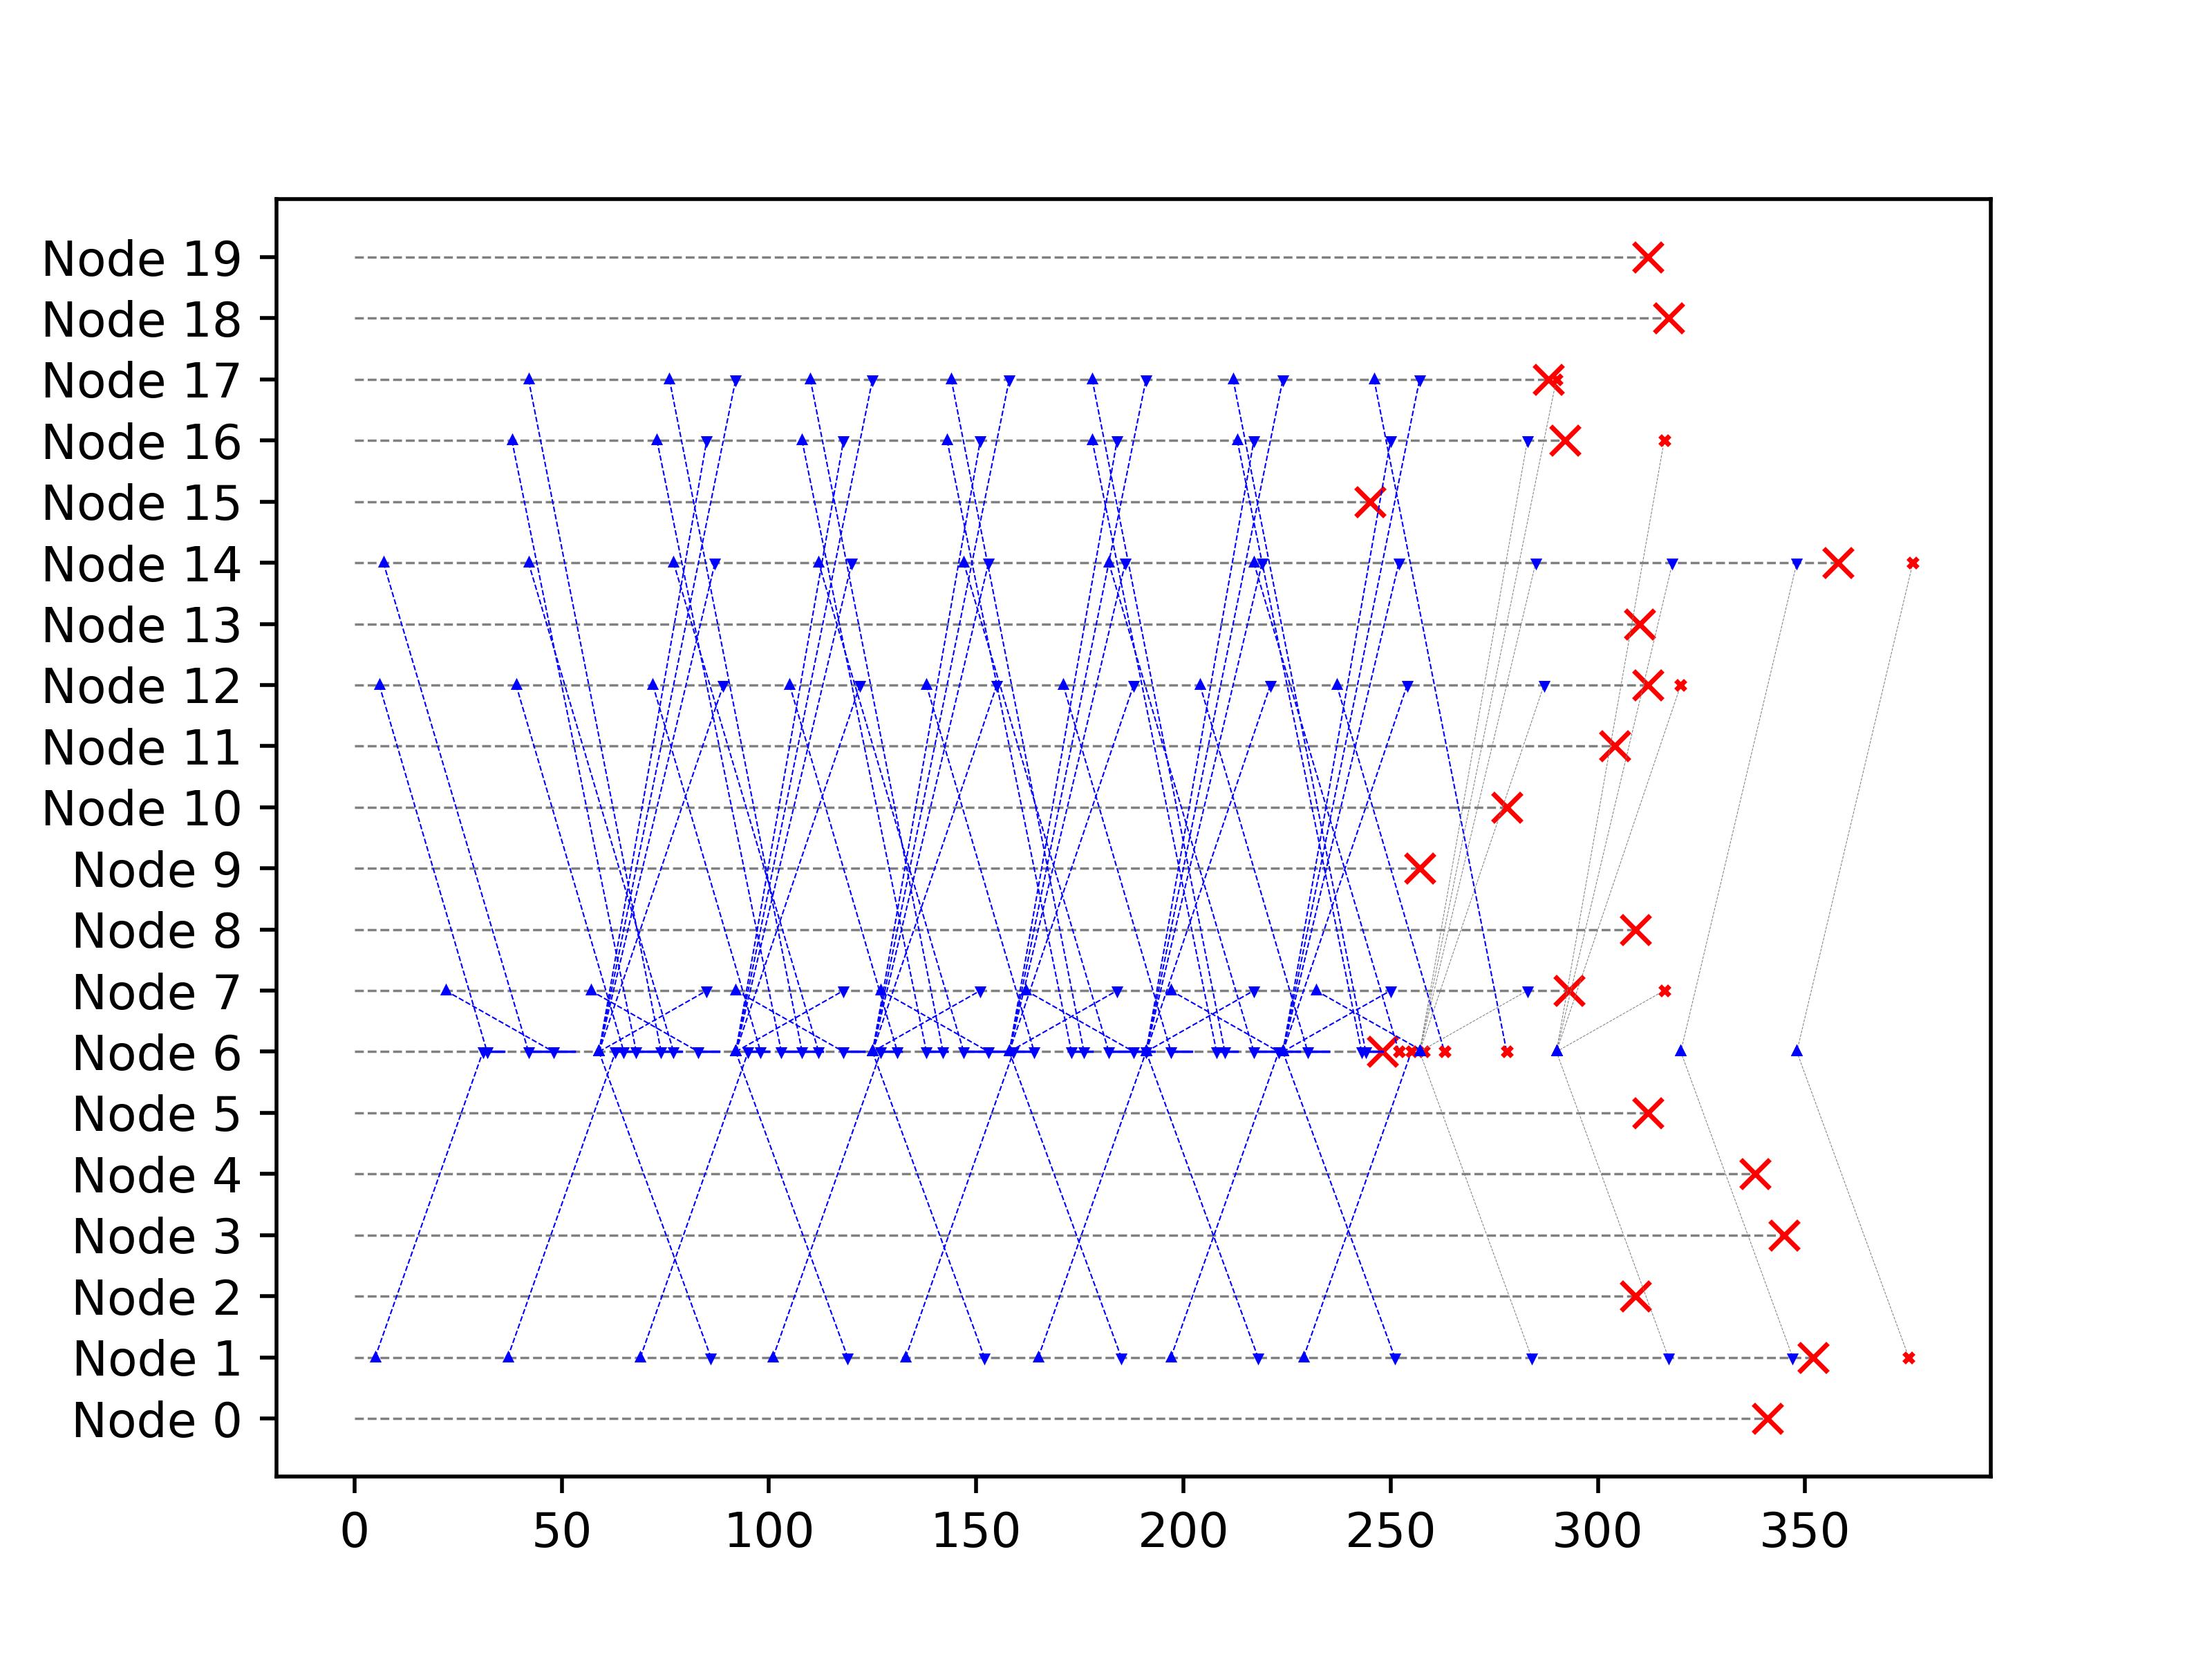 Node 19
Node 18
Node 17
Node 16
Node 15
Node 14
Node 13
Node 12
Node 11
Node 10
Node 9
Node 8
Node 7
Node 6
Node 5
Node 4
Node 3
Node 2
Node 1
Node 0
0 50 100 150 200 250 300 350